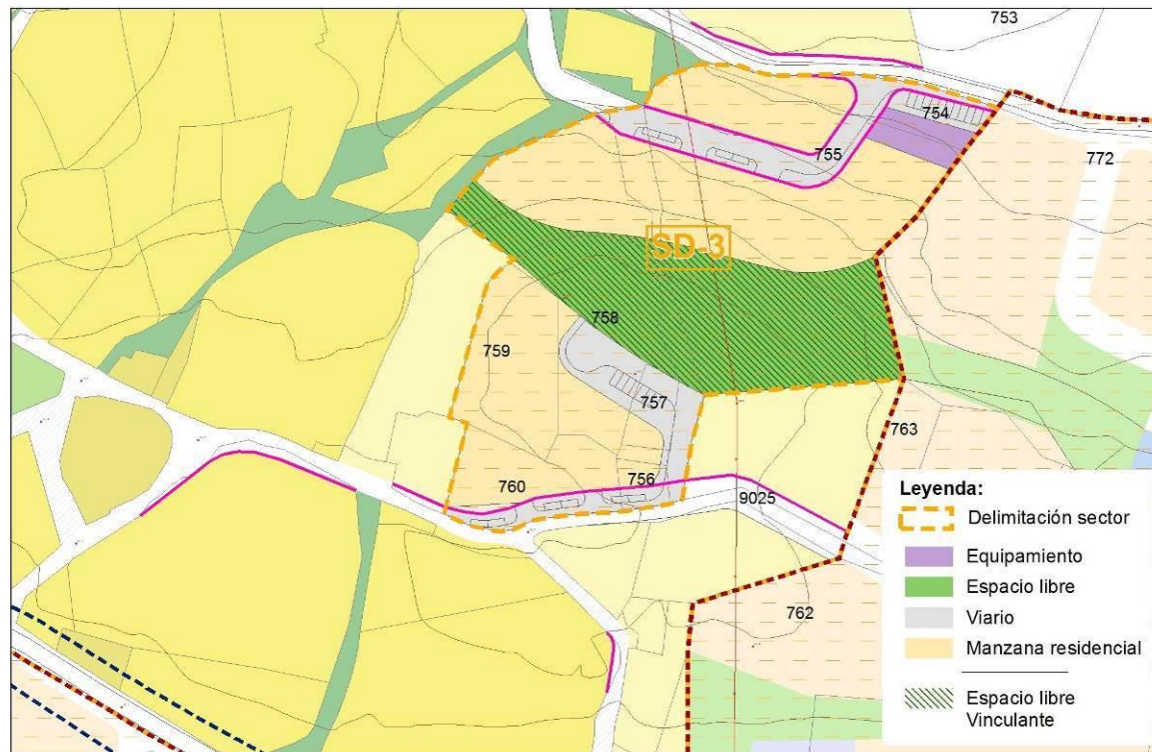 753
754
772
755
SD-3
758
759
757
763
756
760
9025
762
Leyenda:
Delimitación sector
Equipamiento
Espacio libre
Viario
Manzana residencial
Espacio libre
Vinculante